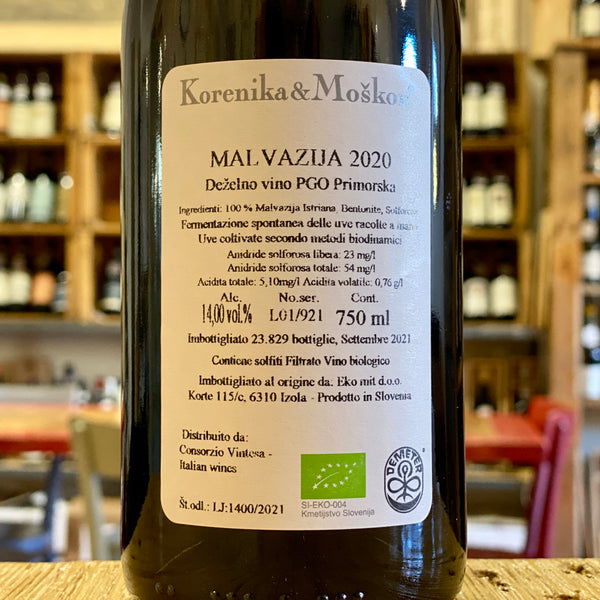 Korenika&Moškon
MALVAZIJA 2020
Deželno vino PGO Primorska
Ingredienti: 100 % Malvazija Istriana, Bentonite, Solforosa
Fermentazione spontanea delle uve racolte a mano
Uve coltivate secondo metodi biodinamici
Anidride solforosa libera: 23 mg/l
Anidride solforosa totale: 54 mg/l
Acidita totale: 5,10mg/l Acidita volatile: 0,76 g/l
Alc. No.ser. Cont.
14,00 vol.% L01/921 750 ml
Imbottigliato 23.829 bottiglie, Settembre 2021
Contiene solfiti Filtrato Vino biologico
Imbottigliato al origine da: Eko mit d.o.o.
Korte 115/c, 6310 Izola - Prodotto in Slovenia
Distribuito da:
Consorzio Vintesa -
Italian wines
DEMETER
SI-EKO-004
Kmetijstvo Slovenija
Št.odl.: LJ:1400/2021